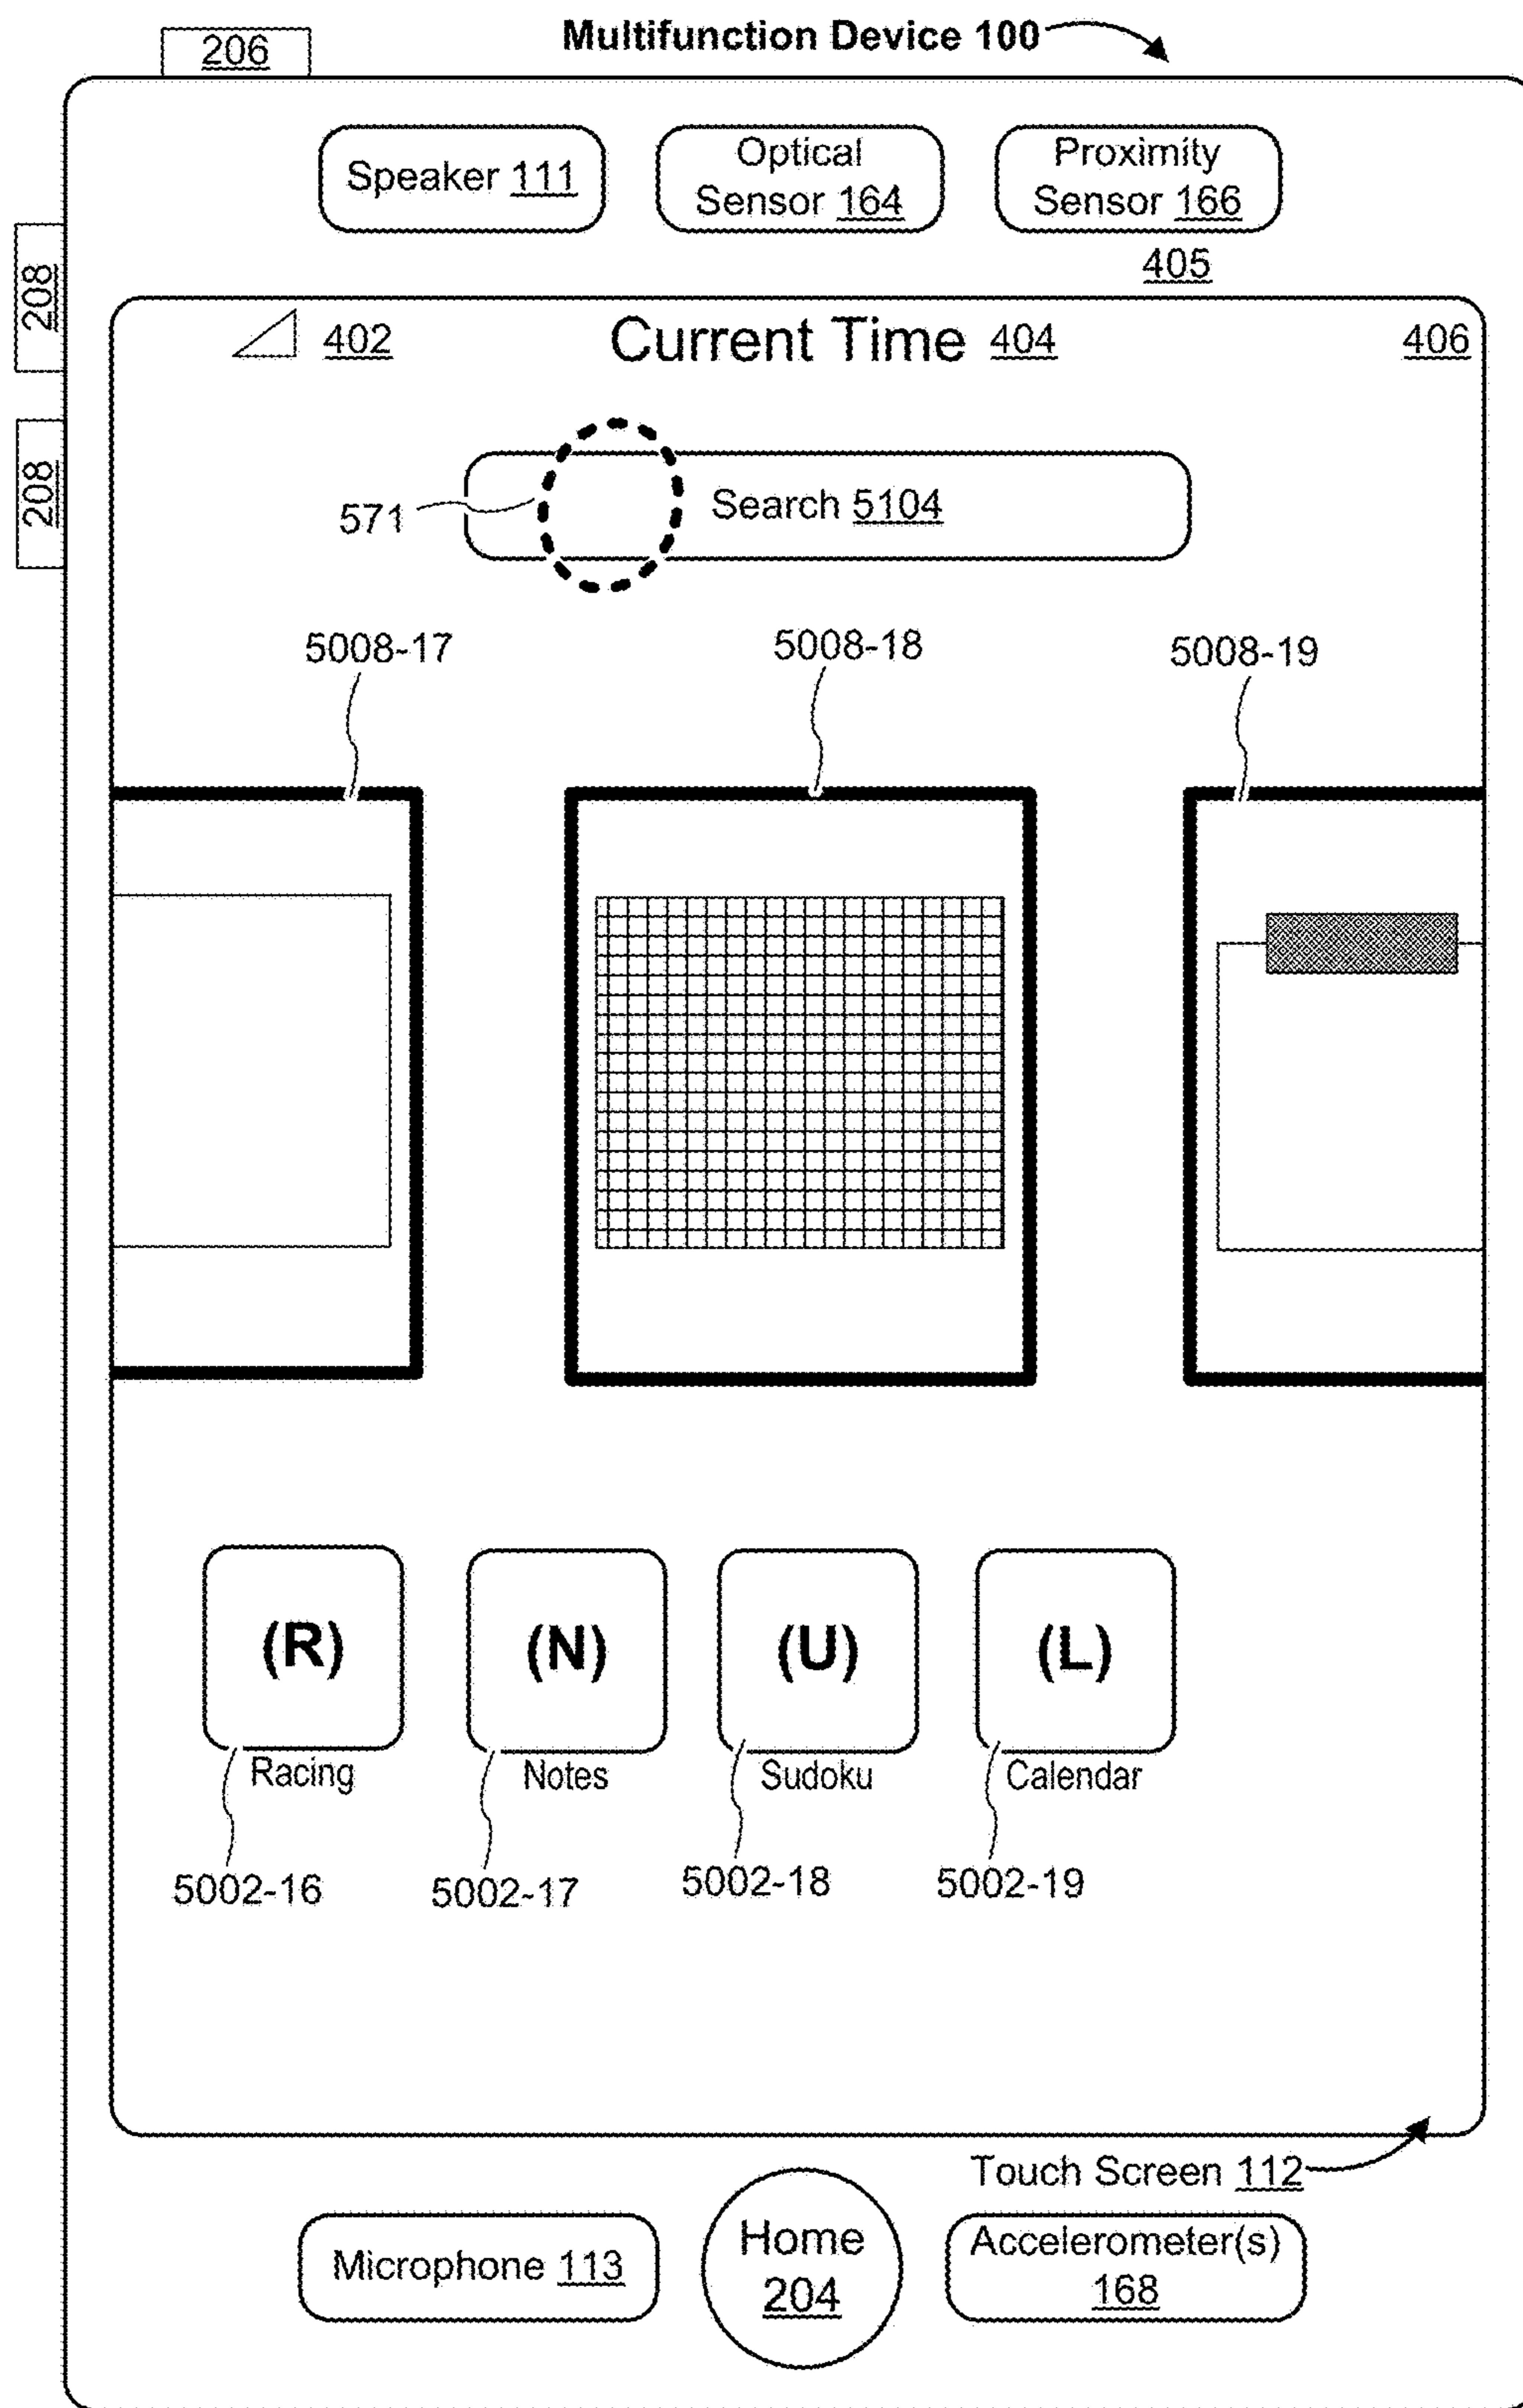 Multifunction Device 100
206
Speaker 111
Optical
Sensor 164
Proximity
Sensor 166
405
208
208
402
Current Time 404
406
571
Search 5104
5008-17
5008-18
5008-19
(R)
(N)
(U)
(L)
Racing
Notes
Sudoku
Calendar
5002-16
5002-17
5002-18
5002-19
Touch Screen 112
Microphone 113
Home
204
Accelerometer(s)
168